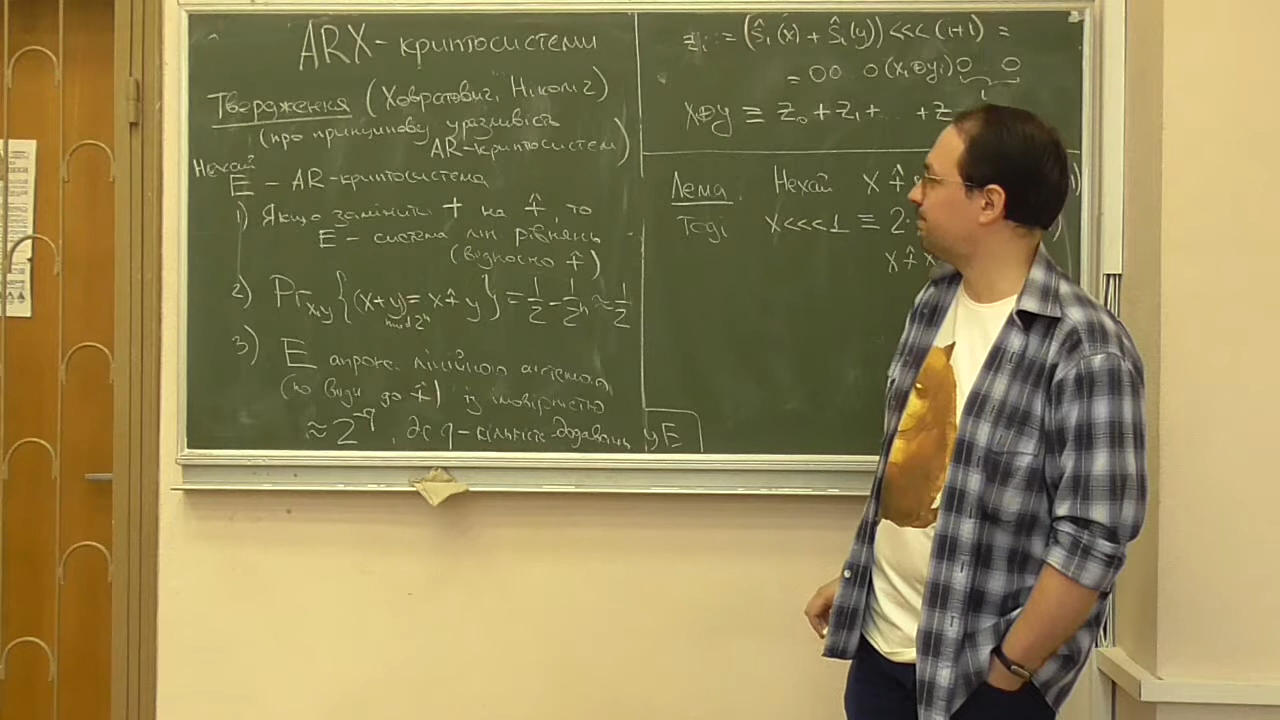 ARX-криптосистеми
Твердження (Ховратович, Ніколіч)
(про принципову уразливість
AR-криптосистем)
Нехай
E – AR-криптосистема
1) Якщо замінити + на +̂, то
E – система лін рівнянь
(відносно +̂)
2) Pr_{x,y} {(x+y) = x +̂ y} = 1/2 - 1/2^n ≈ 1/2
mod 2^n
3) E апрокс. лінійною системою
(по відн до +̂) із імовірністю
≈ 2^{-q}, де q – кількість додавань у E
z_i := (ŝ_i(x) + ŝ_i(y)) <<< (i+1) =
= 00 0(x_i⊕y_i)0 0
i
x⊕y ≡ z_0 + z_1 + ... + z
Лема. Нехай x +̂
Тоді x<<<1 ≡ 2·
x +̂ x